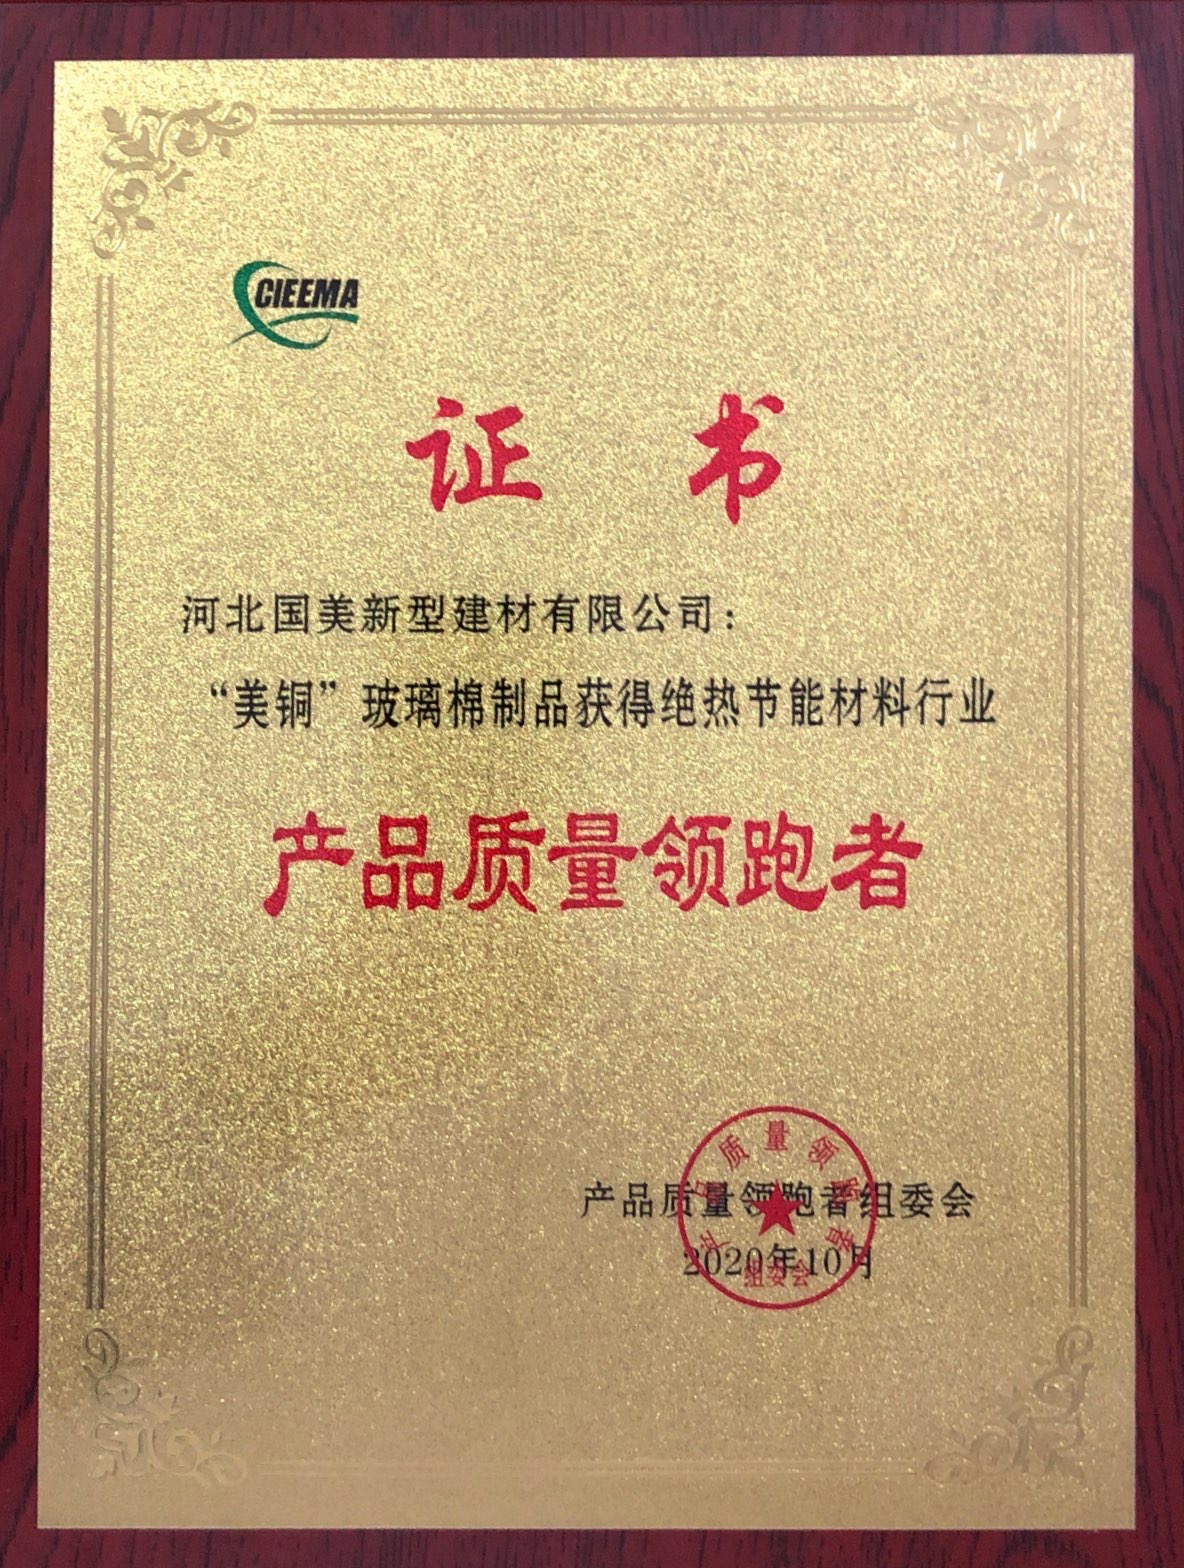 CIEEMA
证书
河北国美新型建材有限公司：
“美铜”玻璃棉制品获得绝热节能材料行业
产品质量领跑者
产品质量领跑者组委会
2020年10月